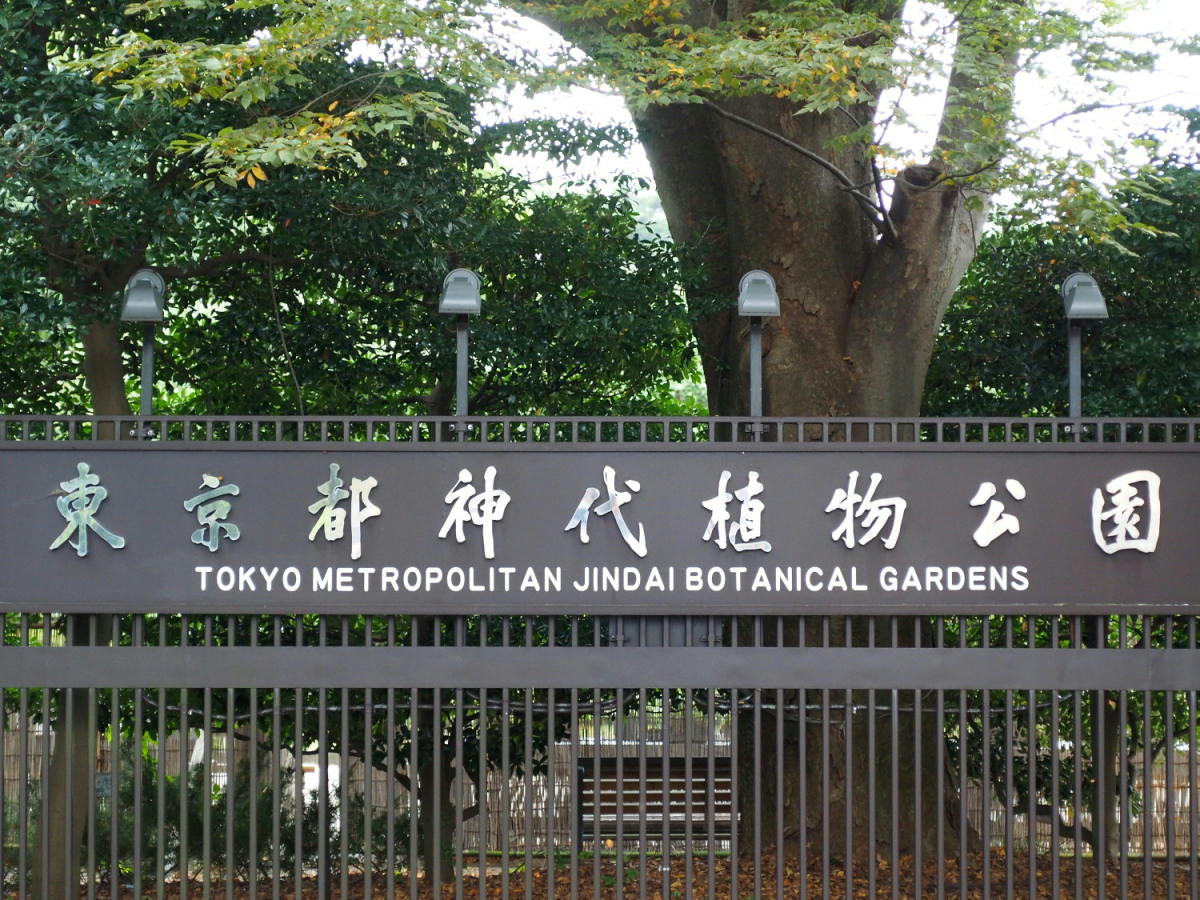 東京都神代植物公園
TOKYO METROPOLITAN JINDAI BOTANICAL GARDENS